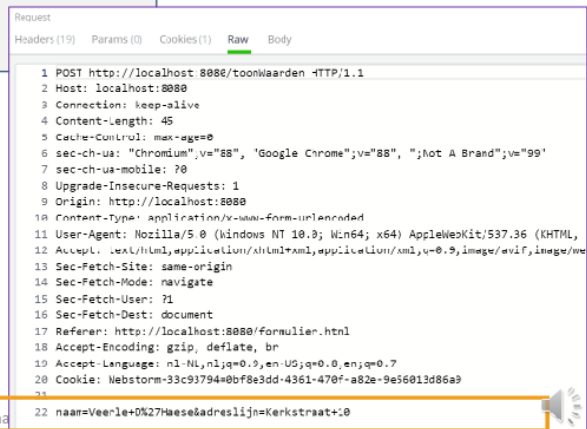 Request
Headers (19) Params (0) Cookies (1) Raw Body
1 POST http://localhost:8080/toonWaarden HTTP/1.1
2 Host: localhost:8080
3 Connection: keep-alive
4 Content-Length: 45
5 Cache-Control: max-age=0
6 sec-ch-ua: "Chromium";v="88", "Google Chrome";v="88", ";Not A Brand";v="99"
7 sec-ch-ua-mobile: ?0
8 Upgrade-Insecure-Requests: 1
9 Origin: http://localhost:8080
10 Content-Type: application/x-www-form-urlencoded
11 User-Agent: Mozilla/5.0 (Windows NT 10.0; Win64; x64) AppleWebKit/537.36 (KHTML,
12 Accept: text/html,application/xhtml+xml,application/xml;q=0.9,image/avif,image/we
13 Sec-Fetch-Site: same-origin
14 Sec-Fetch-Mode: navigate
15 Sec-Fetch-User: ?1
16 Sec-Fetch-Dest: document
17 Referer: http://localhost:8080/formulier.html
18 Accept-Encoding: gzip, deflate, br
19 Accept-Language: nl-NL,nl;q=0.9,en-US;q=0.8,en;q=0.7
20 Cookie: Webstorm-33c93794=0bf8e3dd-4361-470f-a82e-9e56013d86a9
21
22 naam=Veerle+D%27Haese&adreslijn=Kerkstraat+10